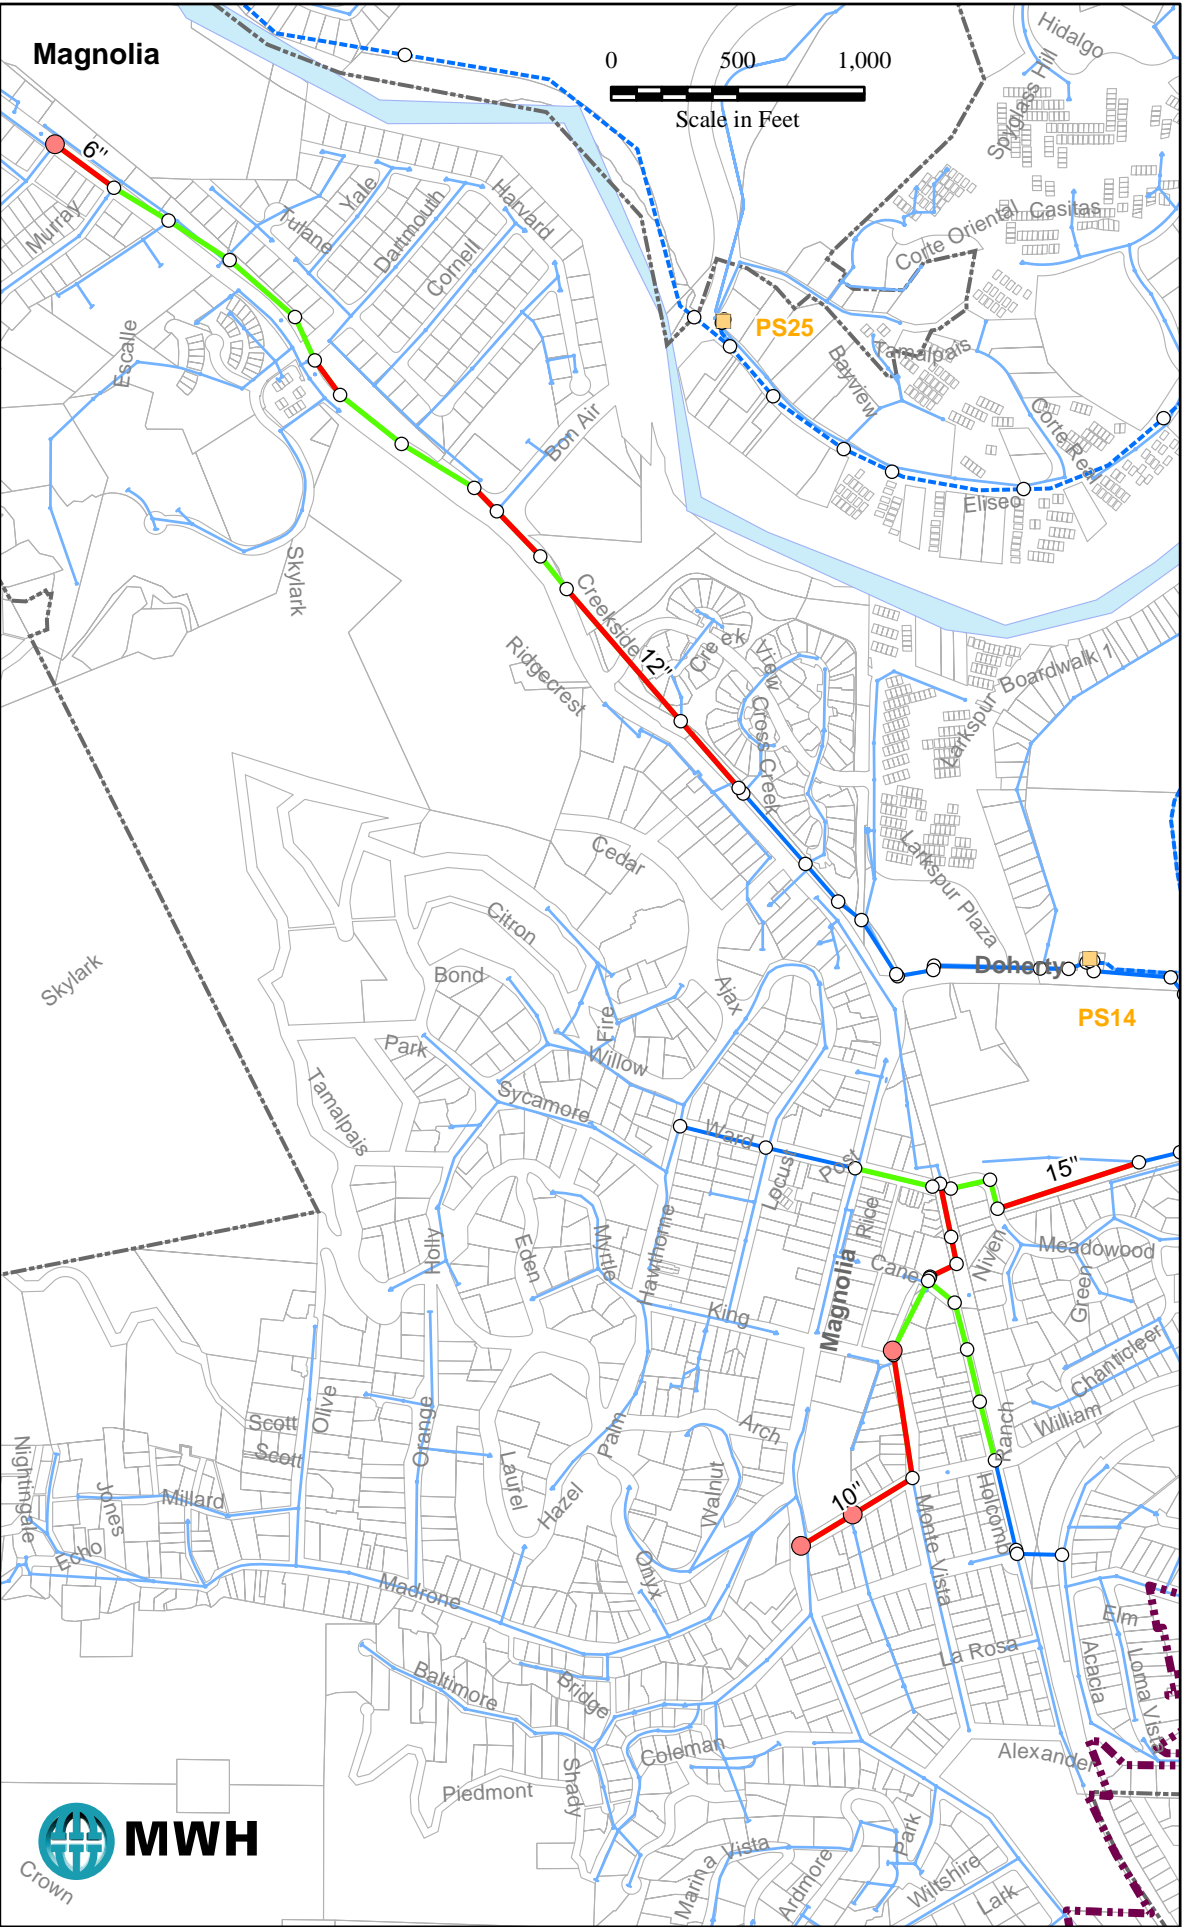 Magnolia
0 500 1,000
Scale in Feet
Hidalgo
Spyglass Hill
6"
Murray
Tulane
Yale
Dartmouth
Harvard
Cornell
Corte Oriental
Casitas
Escalle
PS25
Tamalpais
Bayview
Corte Real
Bon Air
Eliseo
Skylark
Creekside
12"
Ridgecrest
Creek View
Cross Creek
Larkspur
Boardwalk 1
Cedar
Larkspur Plaza
Citron
Bond
Skylark
Ajax
Doherty
PS14
Fire
Park
Willow
Tamalpais
Sycamore
Ward
Locust
Post
15"
Rice
Holly
Eden
Myrtle
Hawthorne
Cane
Niven
Meadowood
Green
Magnolia
King
Chanticleer
Scott
Scott
Olive
Orange
Palm
Arch
William
Ranch
Nightingale
Jones
Millard
Laurel
Hazel
Walnut
10"
Holcomb
Monte Vista
Echo
Madrone
Onyx
Elm
Acacia
Loma Vista
La Rosa
Baltimore
Bridge
Coleman
Alexander
Piedmont
Shady
MWH
Crown
Marina Vista
Ardmore
Park
Wiltshire
Lark